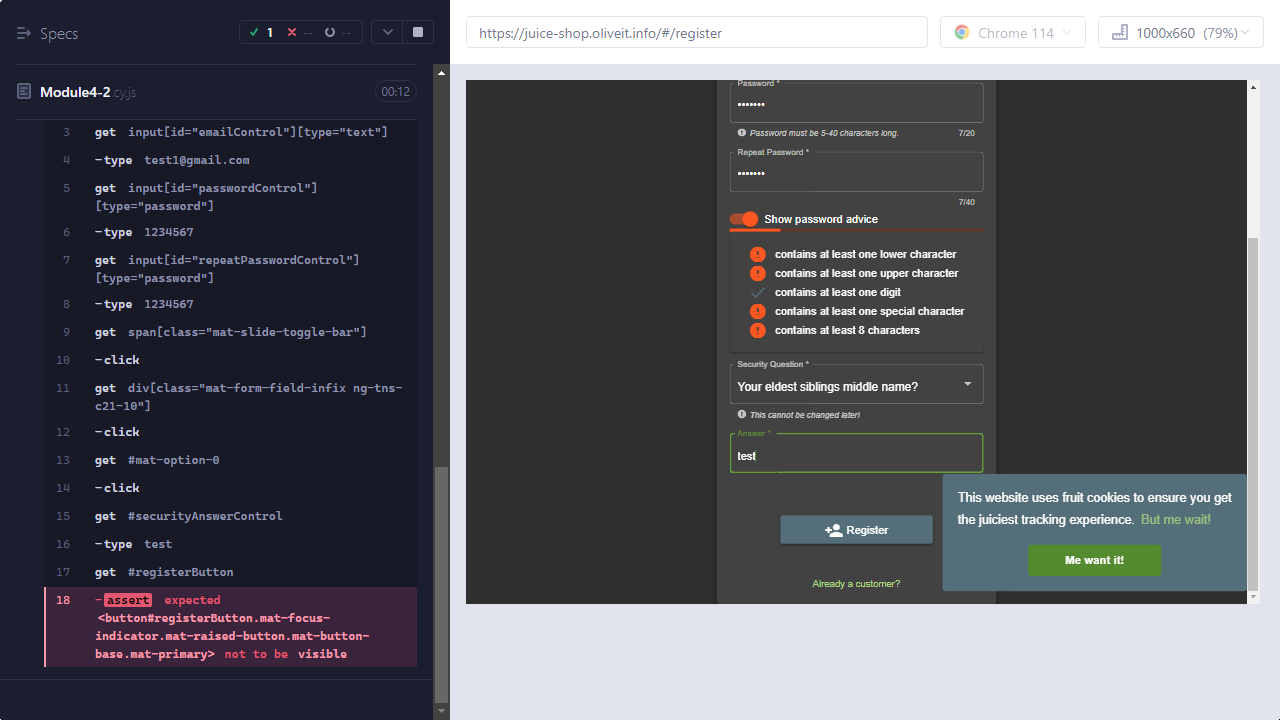 Specs
1
--
--
https://juice-shop.oliveit.info/#/register
Chrome 114
1000x660 (79%)
Module4-2.cy.js
00:12
3 get input[id="emailControl"][type="text"]
4 -type test1@gmail.com
5 get input[id="passwordControl"]
[type="password"]
6 -type 1234567
7 get input[id="repeatPasswordControl"]
[type="password"]
8 -type 1234567
9 get span[class="mat-slide-toggle-bar"]
10 -click
11 get div[class="mat-form-field-infix ng-tns-
c21-10"]
12 -click
13 get #mat-option-0
14 -click
15 get #securityAnswerControl
16 -type test
17 get #registerButton
18 -assert expected
<button#registerButton.mat-focus-
indicator.mat-raised-button.mat-button-
base.mat-primary> not to be visible
Password *
•••••••
Password must be 5-40 characters long. 7/20
Repeat Password *
•••••••
7/40
Show password advice
contains at least one lower character
contains at least one upper character
contains at least one digit
contains at least one special character
contains at least 8 characters
Security Question *
Your eldest siblings middle name?
This cannot be changed later!
Answer *
test
Register
Already a customer?
This website uses fruit cookies to ensure you get
the juiciest tracking experience. But me wait!
Me want it!